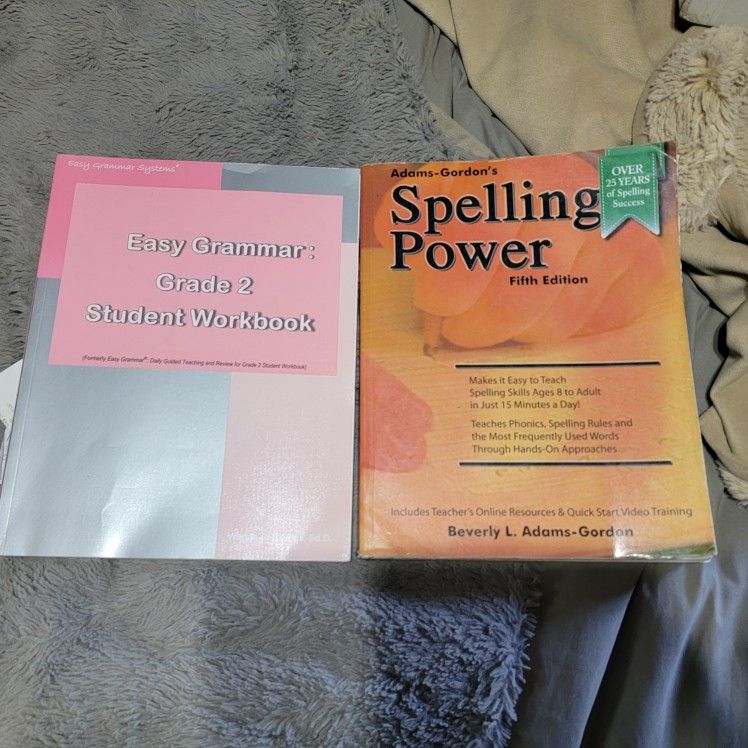 Easy Grammar Systems®
Easy Grammar®:
Grade 2
Student Workbook
(Formerly Easy Grammar®: Daily Guided Teaching and Review for Grade 2 Student Workbook)
Ed.D.
Adams-Gordon's
Spelling
Power
Fifth Edition
OVER
25 YEARS
of Spelling
Success
Makes it Easy to Teach
Spelling Skills Ages 8 to Adult
in Just 15 Minutes a Day!
Teaches Phonics, Spelling Rules and
the Most Frequently Used Words
Through Hands-On Approaches
Includes Teacher's Online Resources & Quick Start Video Training
Beverly L. Adams-Gordon